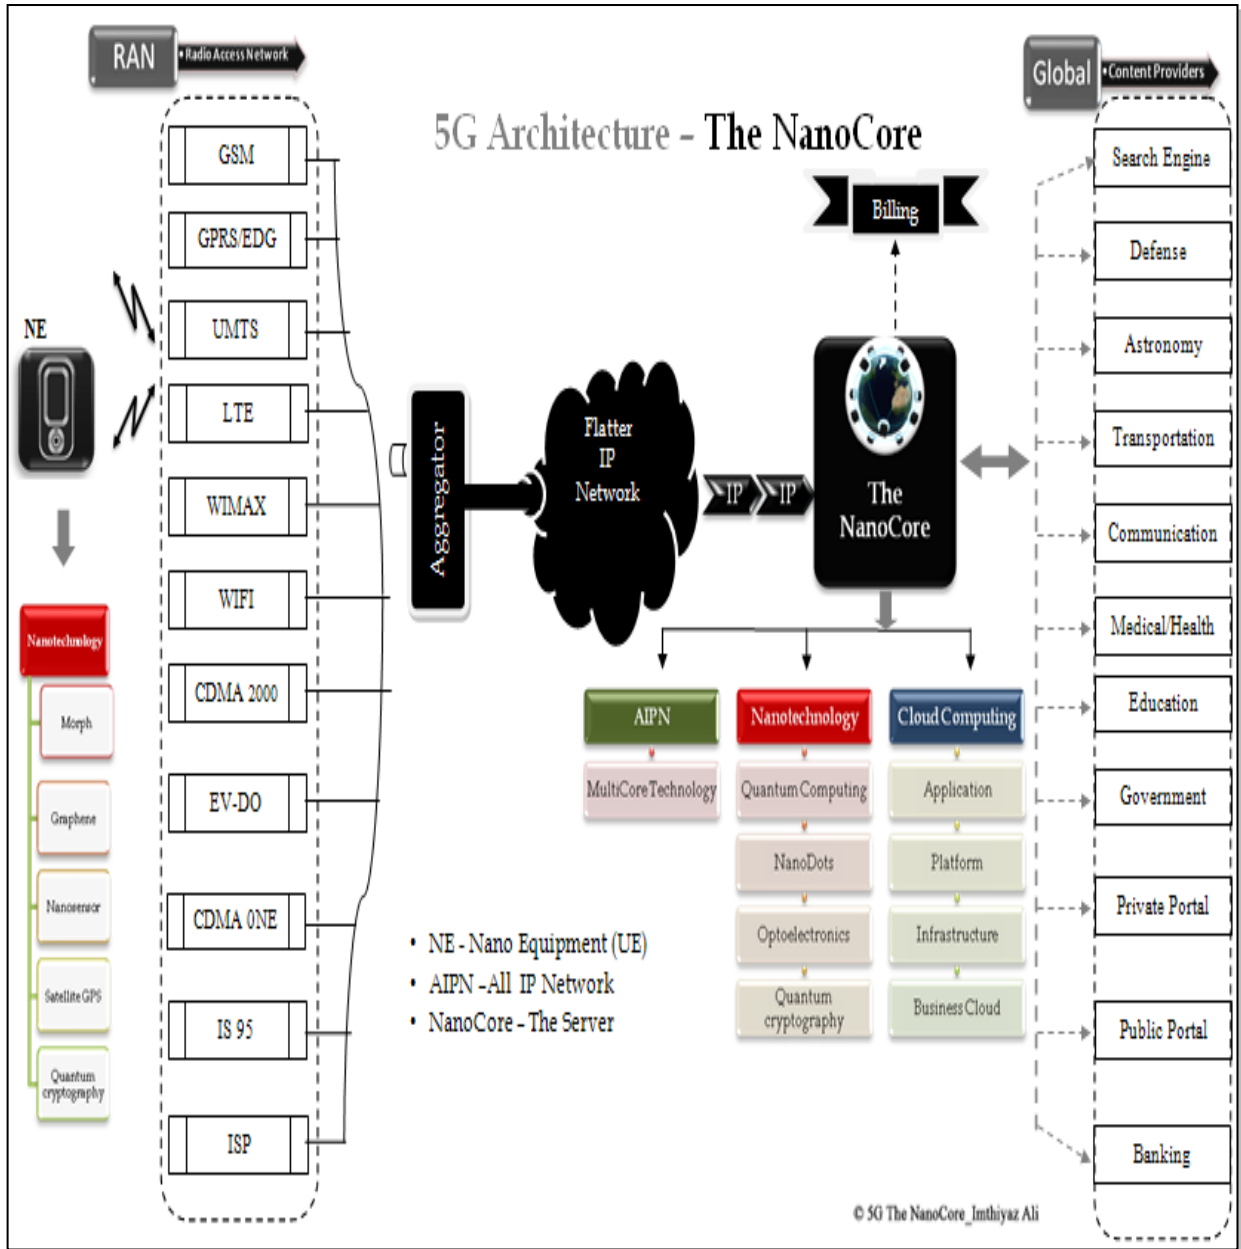 RAN
• Radio Access Network
Global
• Content Providers
5G Architecture – The NanoCore
GSM
GPRS/EDG
UMTS
LTE
WIMAX
WIFI
CDMA 2000
EV-DO
CDMA 0NE
IS 95
ISP
NE
Nanotechnology
Morph
Graphene
Nanosensor
Satellite GPS
Quantum
cryptography
Aggregator
Flatter
IP
Network
IP
IP
Billing
The
NanoCore
AIPN
MultiCore Technology
Nanotechnology
Quantum Computing
NanoDots
Optoelectronics
Quantum
cryptography
Cloud Computing
Application
Platform
Infrastructure
Business Cloud
• NE - Nano Equipment (UE)
• AIPN –All IP Network
• NanoCore – The Server
Search Engine
Defense
Astronomy
Transportation
Communication
Medical/Health
Education
Government
Private Portal
Public Portal
Banking
© 5G The NanoCore_Imthiyaz Ali